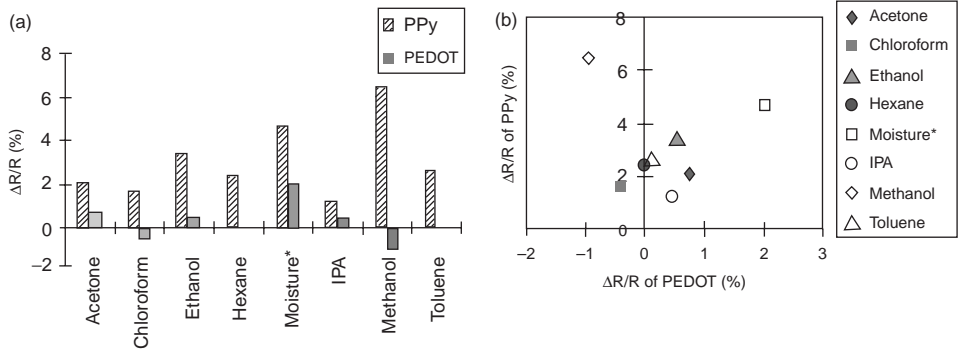 (a)
PPy
PEDOT
8
6
4
2
0
−2
ΔR/R (%)
Acetone
Chloroform
Ethanol
Hexane
Moisture*
IPA
Methanol
Toluene
(b)
8
6
4
2
0
ΔR/R of PPy (%)
−2 −1 0 1 2 3
ΔR/R of PEDOT (%)
Acetone
Chloroform
Ethanol
Hexane
Moisture*
IPA
Methanol
Toluene